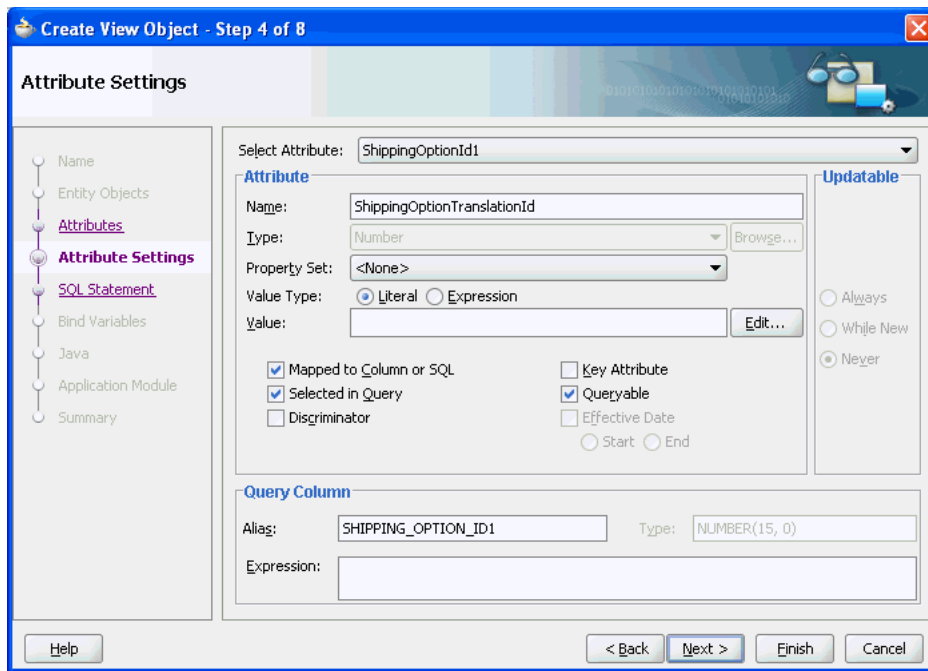 Create View Object - Step 4 of 8
Attribute Settings
Name
Entity Objects
Attributes
Attribute Settings
SQL Statement
Bind Variables
Java
Application Module
Summary
Select Attribute: ShippingOptionId1
Attribute
Name: ShippingOptionTranslationId
Type: Number Browse...
Property Set: <None>
Value Type: Literal Expression
Value: Edit...
Mapped to Column or SQL Key Attribute
Selected in Query Queryable
Discriminator Effective Date
Start End
Updatable
Always
While New
Never
Query Column
Alias: SHIPPING_OPTION_ID1 Type: NUMBER(15, 0)
Expression:
Help < Back Next > Finish Cancel